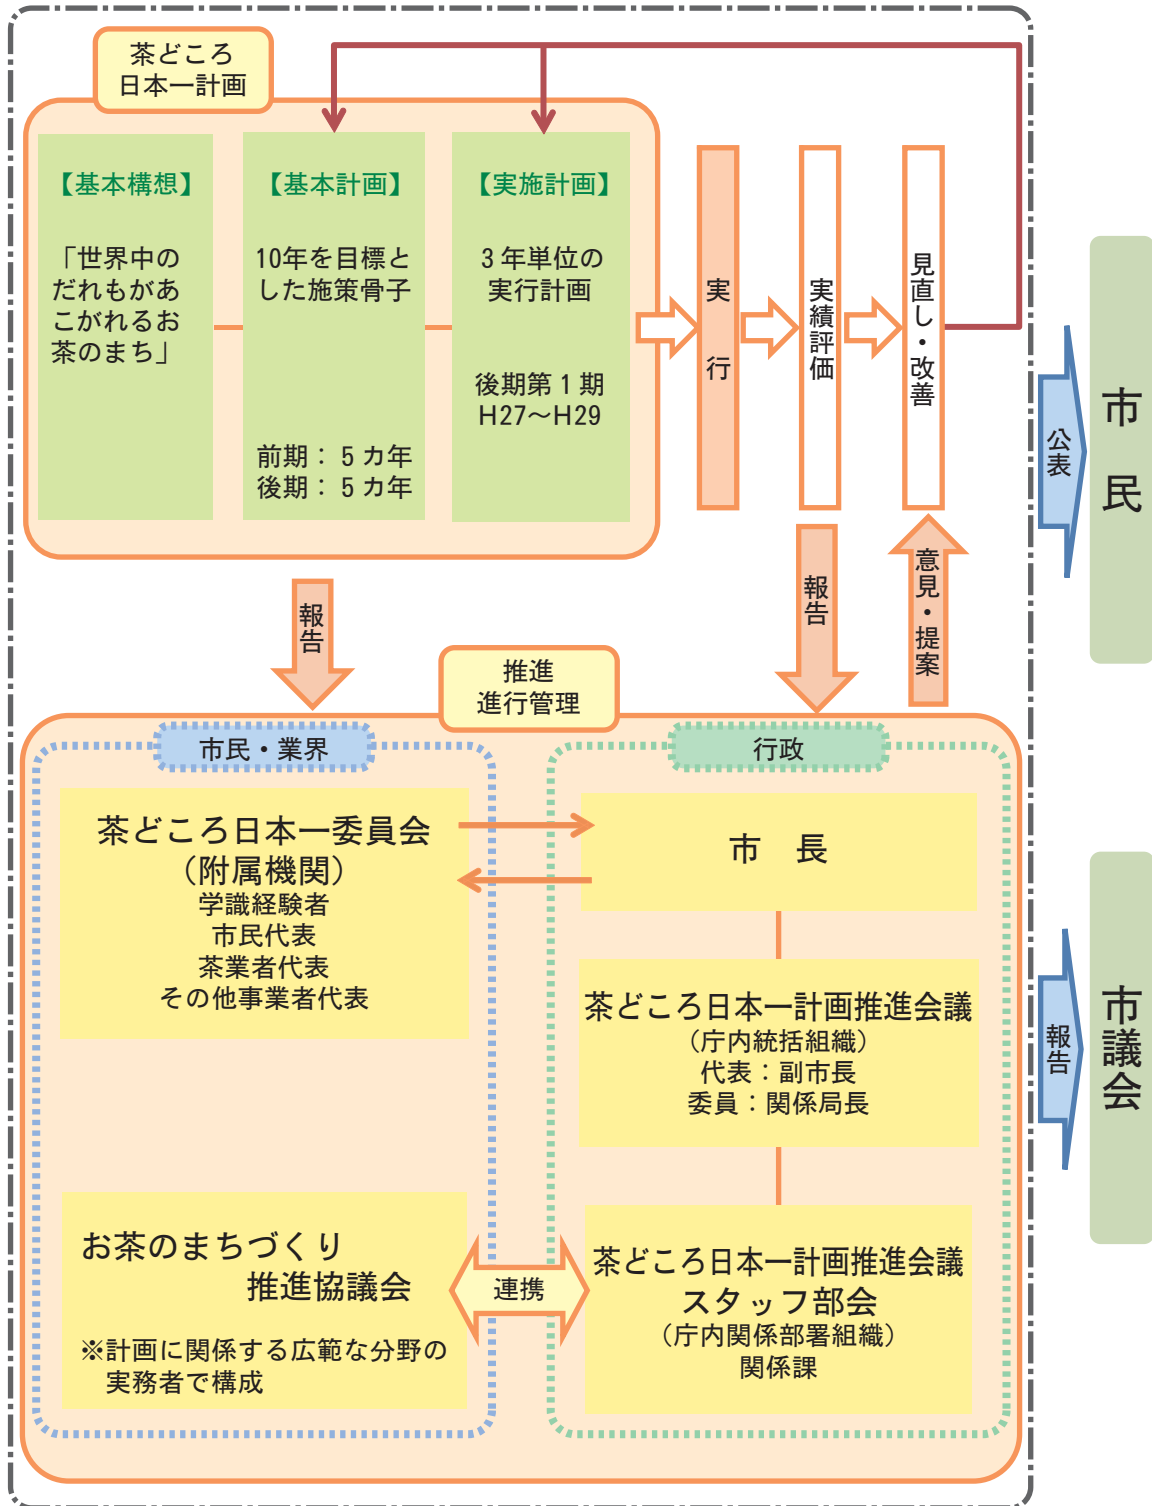 茶どころ
日本一計画
【基本構想】
「世界中の
だれもがあ
こがれるお
茶のまち」
【基本計画】
10年を目標と
した施策骨子
前期：５カ年
後期：５カ年
【実施計画】
３年単位の
実行計画
後期第１期
H27～H29
実行
実績評価
見直し・改善
公表
市民
報告
報告
意見・提案
推進
進行管理
市民・業界
茶どころ日本一委員会
（附属機関）
学識経験者
市民代表
茶業者代表
その他事業者代表
お茶のまちづくり
推進協議会
※計画に関係する広範な分野の
実務者で構成
連携
行政
市　長
茶どころ日本一計画推進会議
（庁内統括組織）
代表：副市長
委員：関係局長
茶どころ日本一計画推進会議
スタッフ部会
（庁内関係部署組織）
関係課
報告
市議会